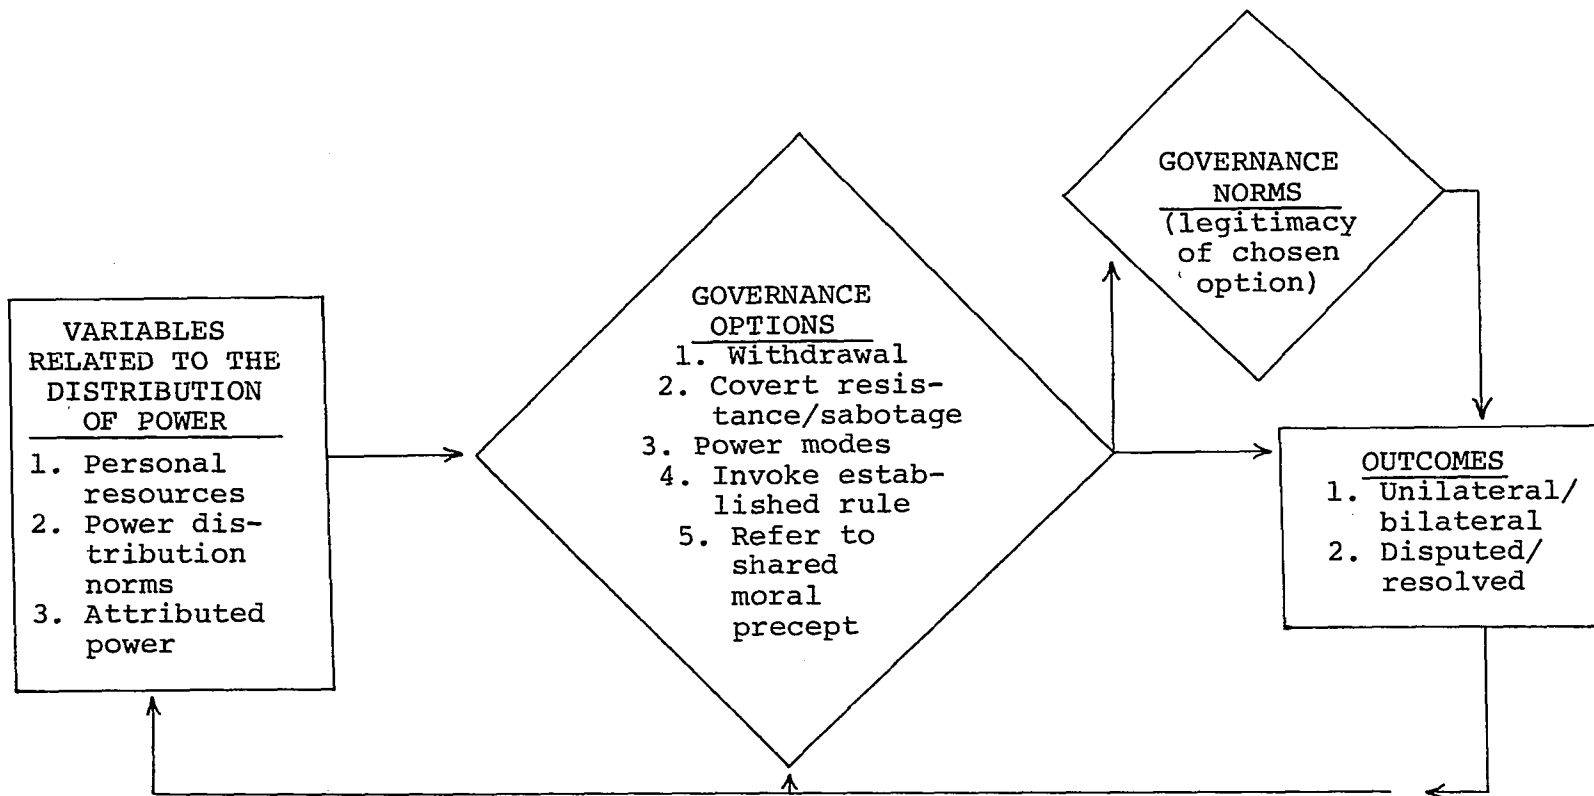 VARIABLES
RELATED TO THE
DISTRIBUTION
OF POWER
1. Personal
resources
2. Power dis-
tribution
norms
3. Attributed
power
GOVERNANCE
OPTIONS
1. Withdrawal
2. Covert resis-
tance/sabotage
3. Power modes
4. Invoke estab-
lished rule
5. Refer to
shared
moral
precept
GOVERNANCE
NORMS
(legitimacy
of chosen
option)
OUTCOMES
1. Unilateral/
bilateral
2. Disputed/
resolved